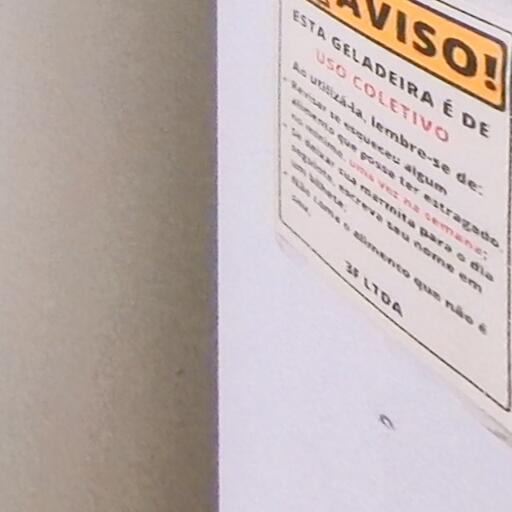 AVISO!
ESTA GELADEIRA É DE
USO COLETIVO
Ao utilizá-la, lembre-se de:
- Revisar se esqueceu algum
alimento que possa ter estragado
no mínimo, uma vez na semana;
- Se deixar sua marmita para o dia
seguinte, escreva seu nome em
um bilhete;
- Não coma o alimento que não é
seu.
3F LTDA